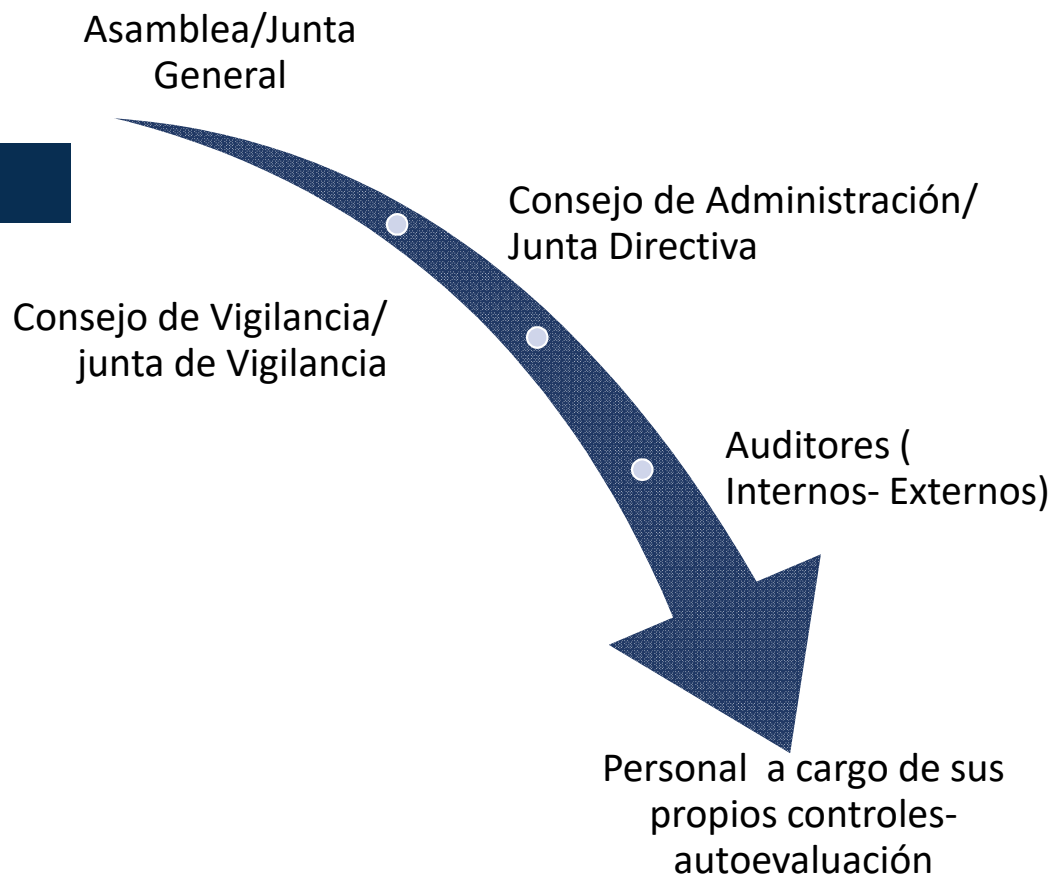 Asamblea/Junta
General
Consejo de Administración/
Junta Directiva
Consejo de Vigilancia/
junta de Vigilancia
Auditores (
Internos- Externos)
Personal  a cargo de sus
propios controles-
autoevaluación